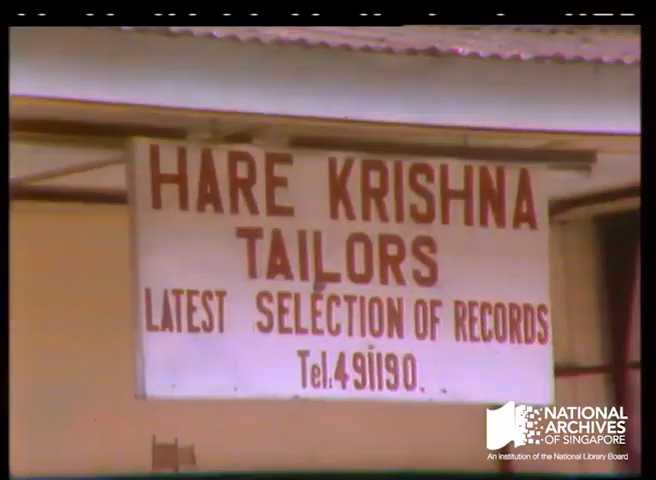 HARE KRISHNA
TAILORS
LATEST SELECTION OF RECORDS
Tel: 491190.
NATIONAL
ARCHIVES
OF SINGAPORE
An Institution of the National Library Board